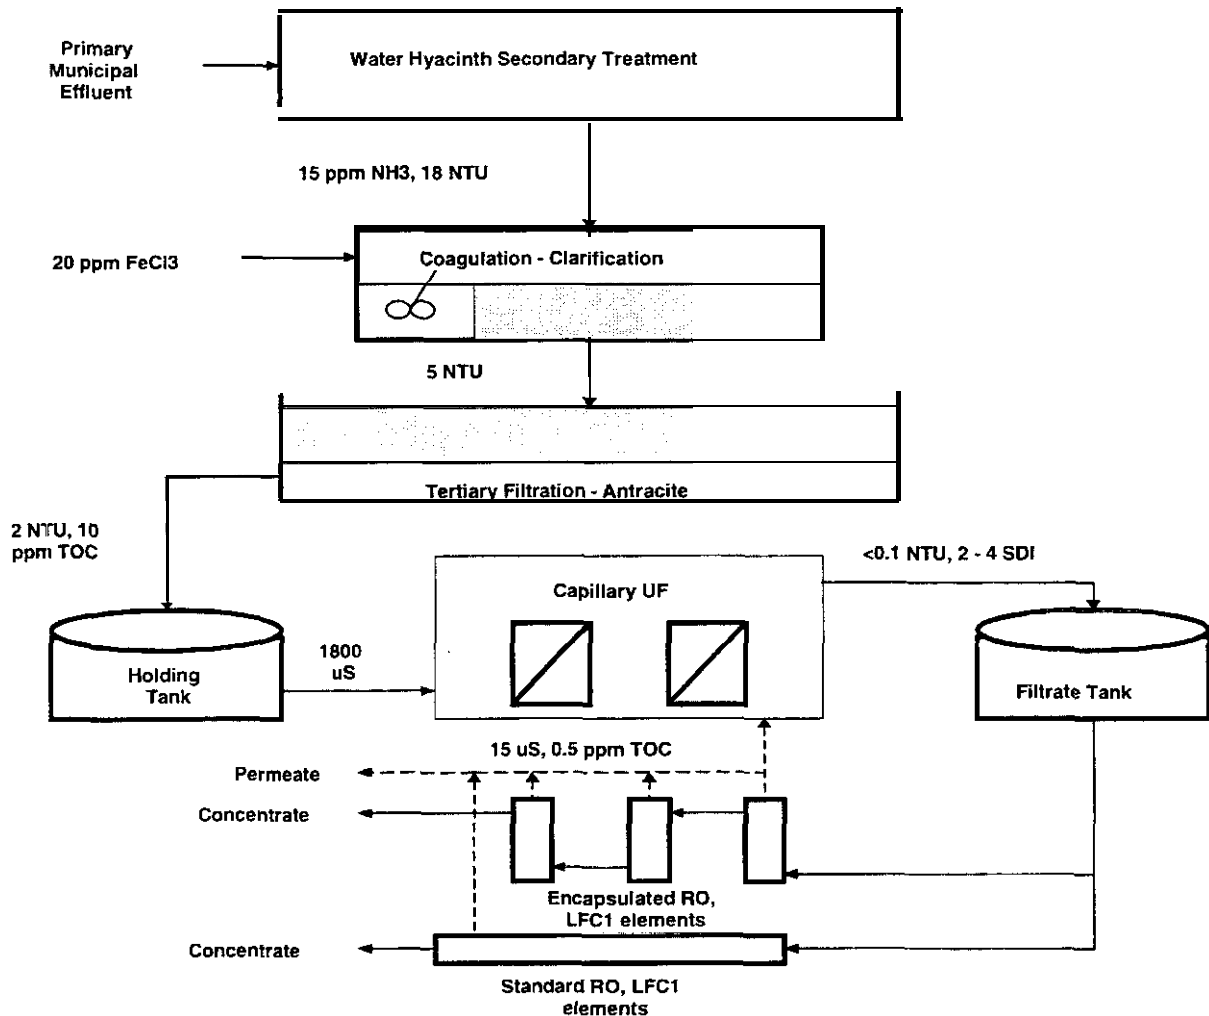 Primary
Municipal
Effluent
Water Hyacinth Secondary Treatment
15 ppm NH3, 18 NTU
20 ppm FeCl3
Coagulation - Clarification
5 NTU
Tertiary Filtration - Antracite
2 NTU, 10
ppm TOC
<0.1 NTU, 2 - 4 SDI
Capillary UF
Holding
Tank
1800
uS
Filtrate Tank
15 uS, 0.5 ppm TOC
Permeate
Concentrate
Encapsulated RO,
LFC1 elements
Concentrate
Standard RO, LFC1
elements